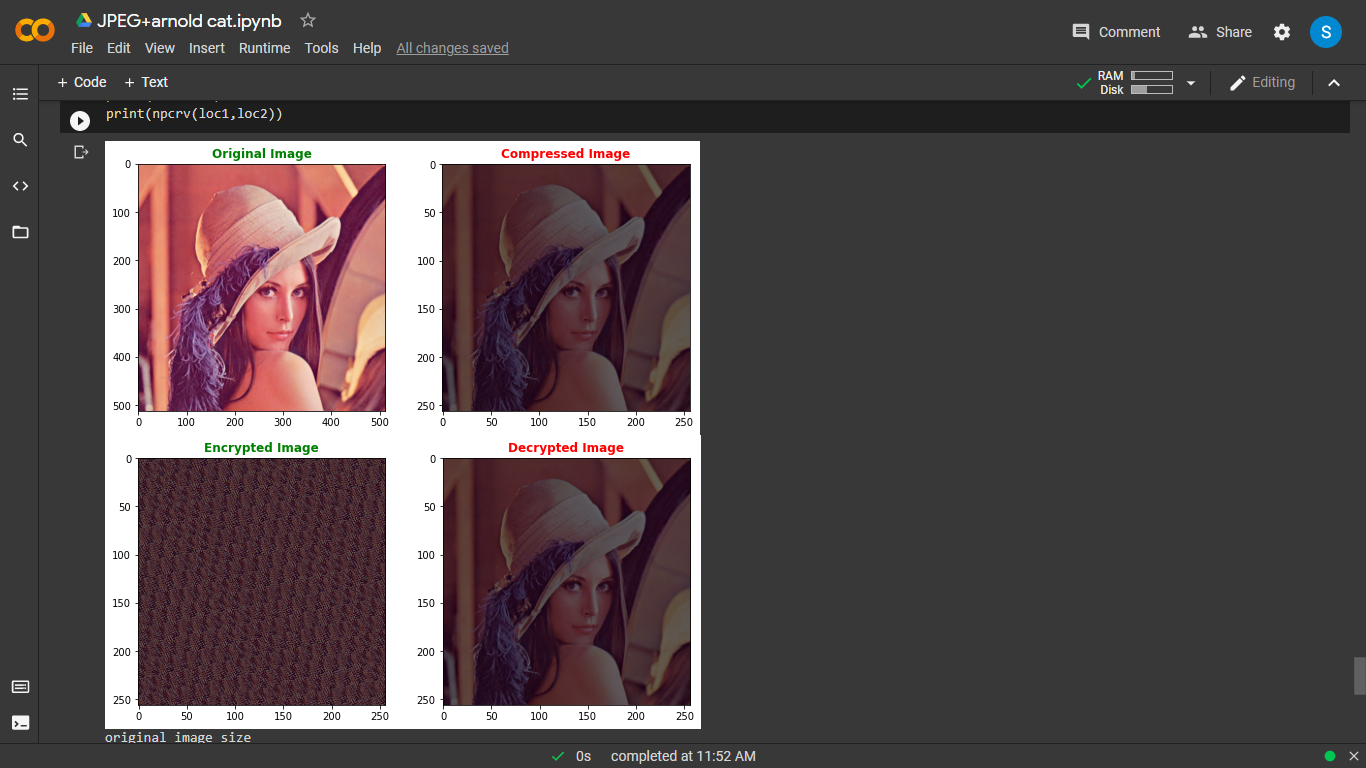 JPEG+arnold cat.ipynb
File Edit View Insert Runtime Tools Help All changes saved
Comment Share S
+ Code + Text
RAM
Disk
Editing
print(npcrv(loc1,loc2))
Original Image Compressed Image
0 100 200 300 400 500
0 100 200 300 400 500
0 50 100 150 200 250
0 50 100 150 200 250
Encrypted Image Decrypted Image
0 50 100 150 200 250
0 50 100 150 200 250
0 50 100 150 200 250
0 50 100 150 200 250
original image size
0s completed at 11:52 AM